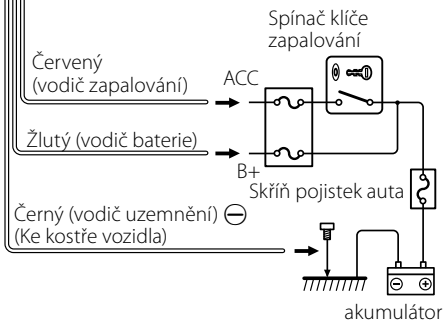 Spínač klíče
zapalování
Červený
(vodič zapalování)
ACC
Žlutý (vodič baterie)
B+
Skříň pojistek auta
Černý (vodič uzemnění) ⊖
(Ke kostře vozidla)
⊖ ⊕
akumulátor